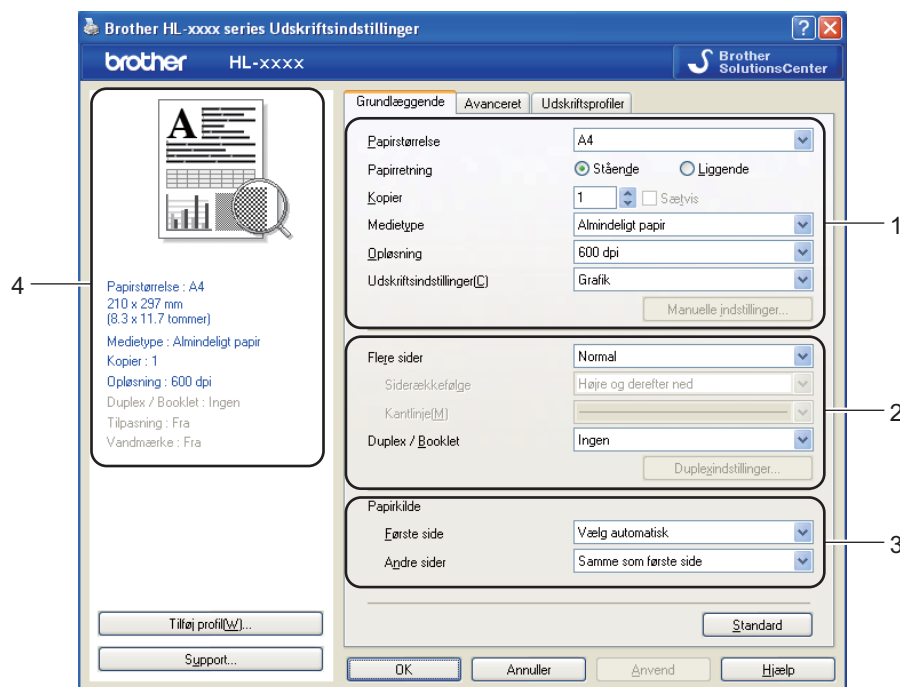 Brother HL-xxxx series Udskriftsindstillinger
brother HL-xxxx
Brother
SolutionsCenter
Grundlæggende Avanceret Udskriftsprofiler
A
Papirstørrelse : A4
210 x 297 mm
(8.3 x 11.7 tommer)
Medietype : Almindeligt papir
Kopier : 1
Opløsning : 600 dpi
Duplex / Booklet : Ingen
Tilpasning : Fra
Vandmærke : Fra
4
Tilføj profil(W)...
Support...
Papirstørrelse A4
Papirretning Stående Liggende
Kopier 1 Sætvis
Medietype Almindeligt papir
Opløsning 600 dpi
Udskriftsindstillinger(C) Grafik
Manuelle indstillinger...
1
Flere sider Normal
Siderækkefølge Højre og derefter ned
Kantlinje(M)
Duplex / Booklet Ingen
Duplexindstillinger...
2
Papirkilde
Første side Vælg automatisk
Andre sider Samme som første side
3
Standard
OK Annuller Anvend Hjælp